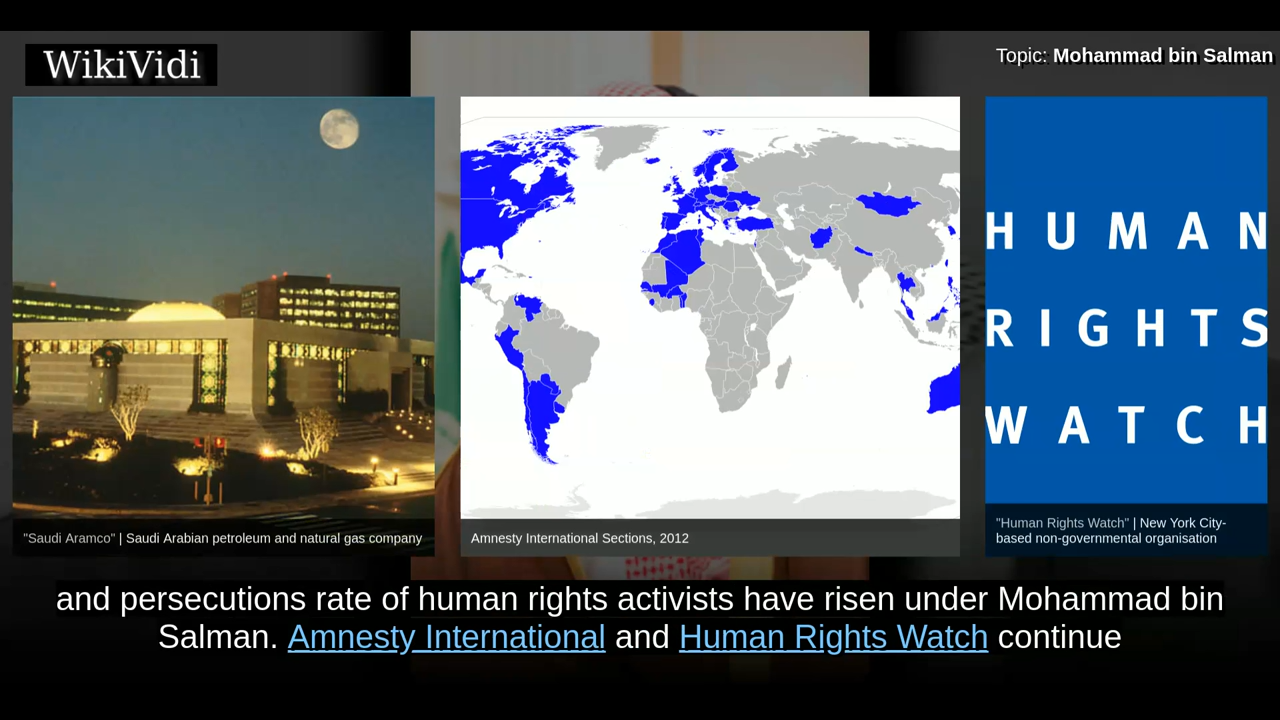 WikiVidi
Topic: Mohammad bin Salman
HUMAN
RIGHTS
WATCH
"Saudi Aramco" | Saudi Arabian petroleum and natural gas company
Amnesty International Sections, 2012
"Human Rights Watch" | New York City-
based non-governmental organisation
and persecutions rate of human rights activists have risen under Mohammad bin
Salman. Amnesty International and Human Rights Watch continue